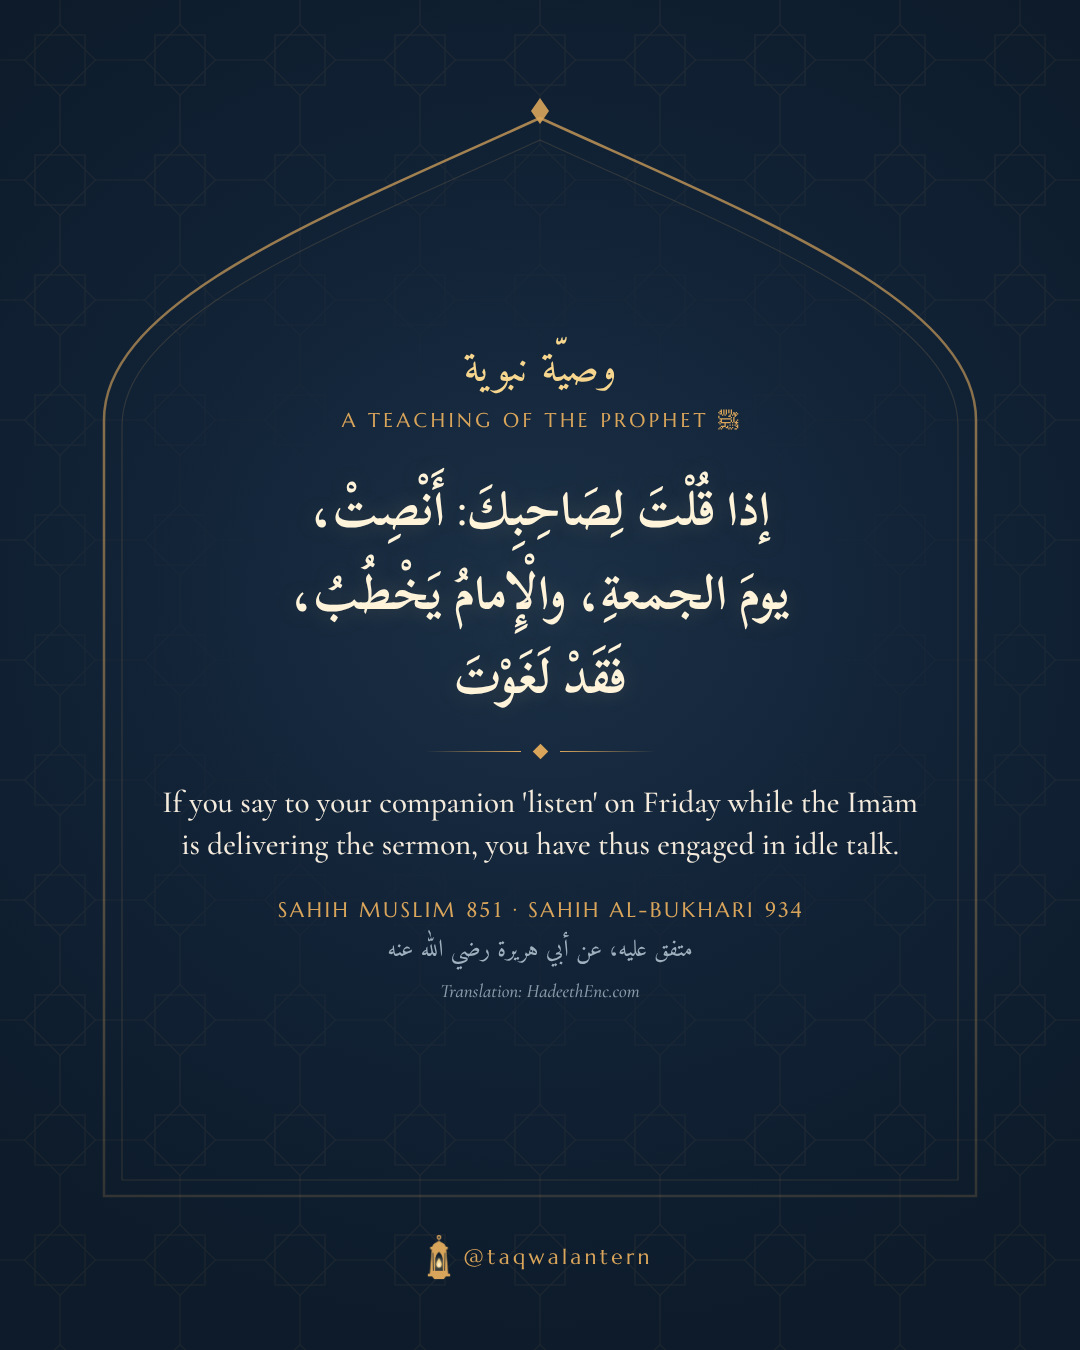 وصيّة نبوية
A TEACHING OF THE PROPHET ﷺ
إذا قُلْتَ لِصَاحِبِكَ: أَنْصِتْ،
يومَ الجمعةِ، والْإِمامُ يَخْطُبُ،
فَقَدْ لَغَوْتَ
If you say to your companion 'listen' on Friday while the Imām
is delivering the sermon, you have thus engaged in idle talk.
SAHIH MUSLIM 851 · SAHIH AL-BUKHARI 934
متفق عليه، عن أبي هريرة رضي الله عنه
Translation: HadeethEnc.com
@taqwalantern